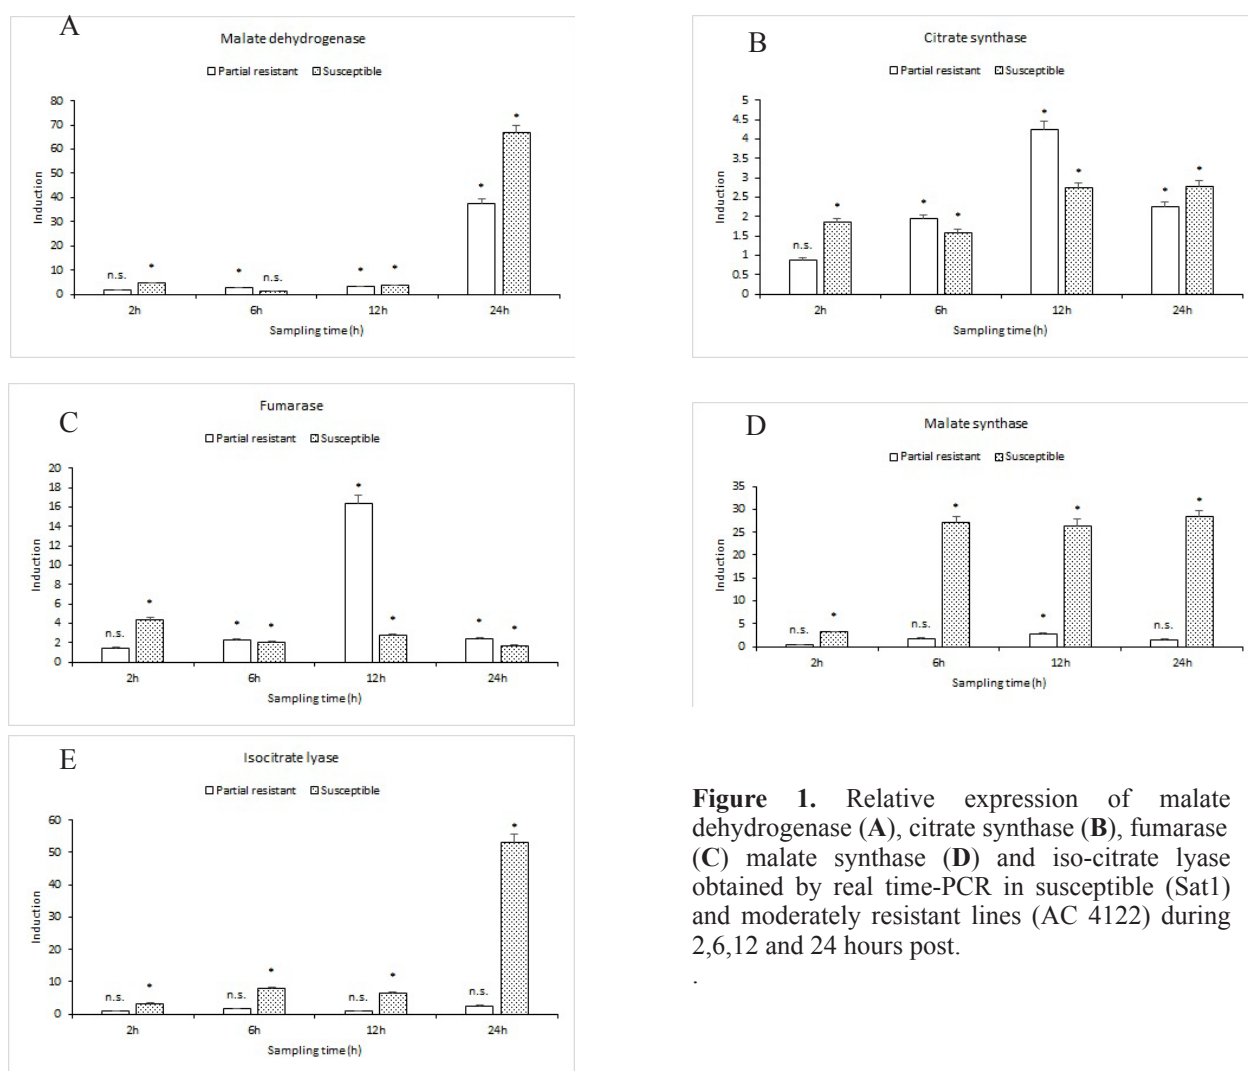 A
Malate dehydrogenase
Partial resistant Susceptible
Induction
80
70
60
50
40
30
20
10
0
n.s. * * n.s. * * * *
2h 6h 12h 24h
Sampling time (h)
B
Citrate synthase
Partial resistant Susceptible
Induction
5
4.5
4
3.5
3
2.5
2
1.5
1
0.5
0
n.s. * * * * * * *
2h 6h 12h 24h
Sampling time (h)
C
Fumarase
Partial resistant Susceptible
Induction
20
18
16
14
12
10
8
6
4
2
0
n.s. * * * * * * *
2h 6h 12h 24h
Sampling time (h)
D
Malate synthase
Partial resistant Susceptible
Induction
35
30
25
20
15
10
5
0
n.s. * n.s. * * * n.s. *
2h 6h 12h 24h
Sampling time (h)
E
Isocitrate lyase
Partial resistant Susceptible
Induction
60
50
40
30
20
10
0
n.s. * n.s. * n.s. * n.s. *
2h 6h 12h 24h
Sampling time (h)
Figure 1. Relative expression of malate
dehydrogenase (A), citrate synthase (B), fumarase
(C) malate synthase (D) and iso-citrate lyase
obtained by real time-PCR in susceptible (Sat1)
and moderately resistant lines (AC 4122) during
2,6,12 and 24 hours post.
.